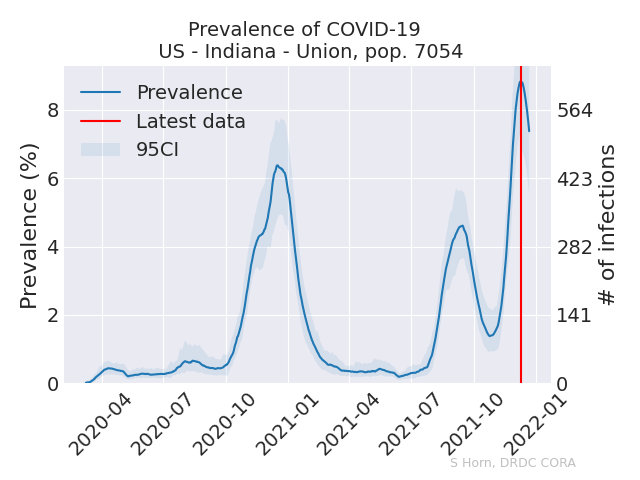 Prevalence of COVID-19
US - Indiana - Union, pop. 7054
Prevalence
Latest data
95CI
Prevalence (%)
8
6
4
2
0
564
423
282
141
0
# of infections
2020-04
2020-07
2020-10
2021-01
2021-04
2021-07
2021-10
2022-01
S Horn, DRDC CORA